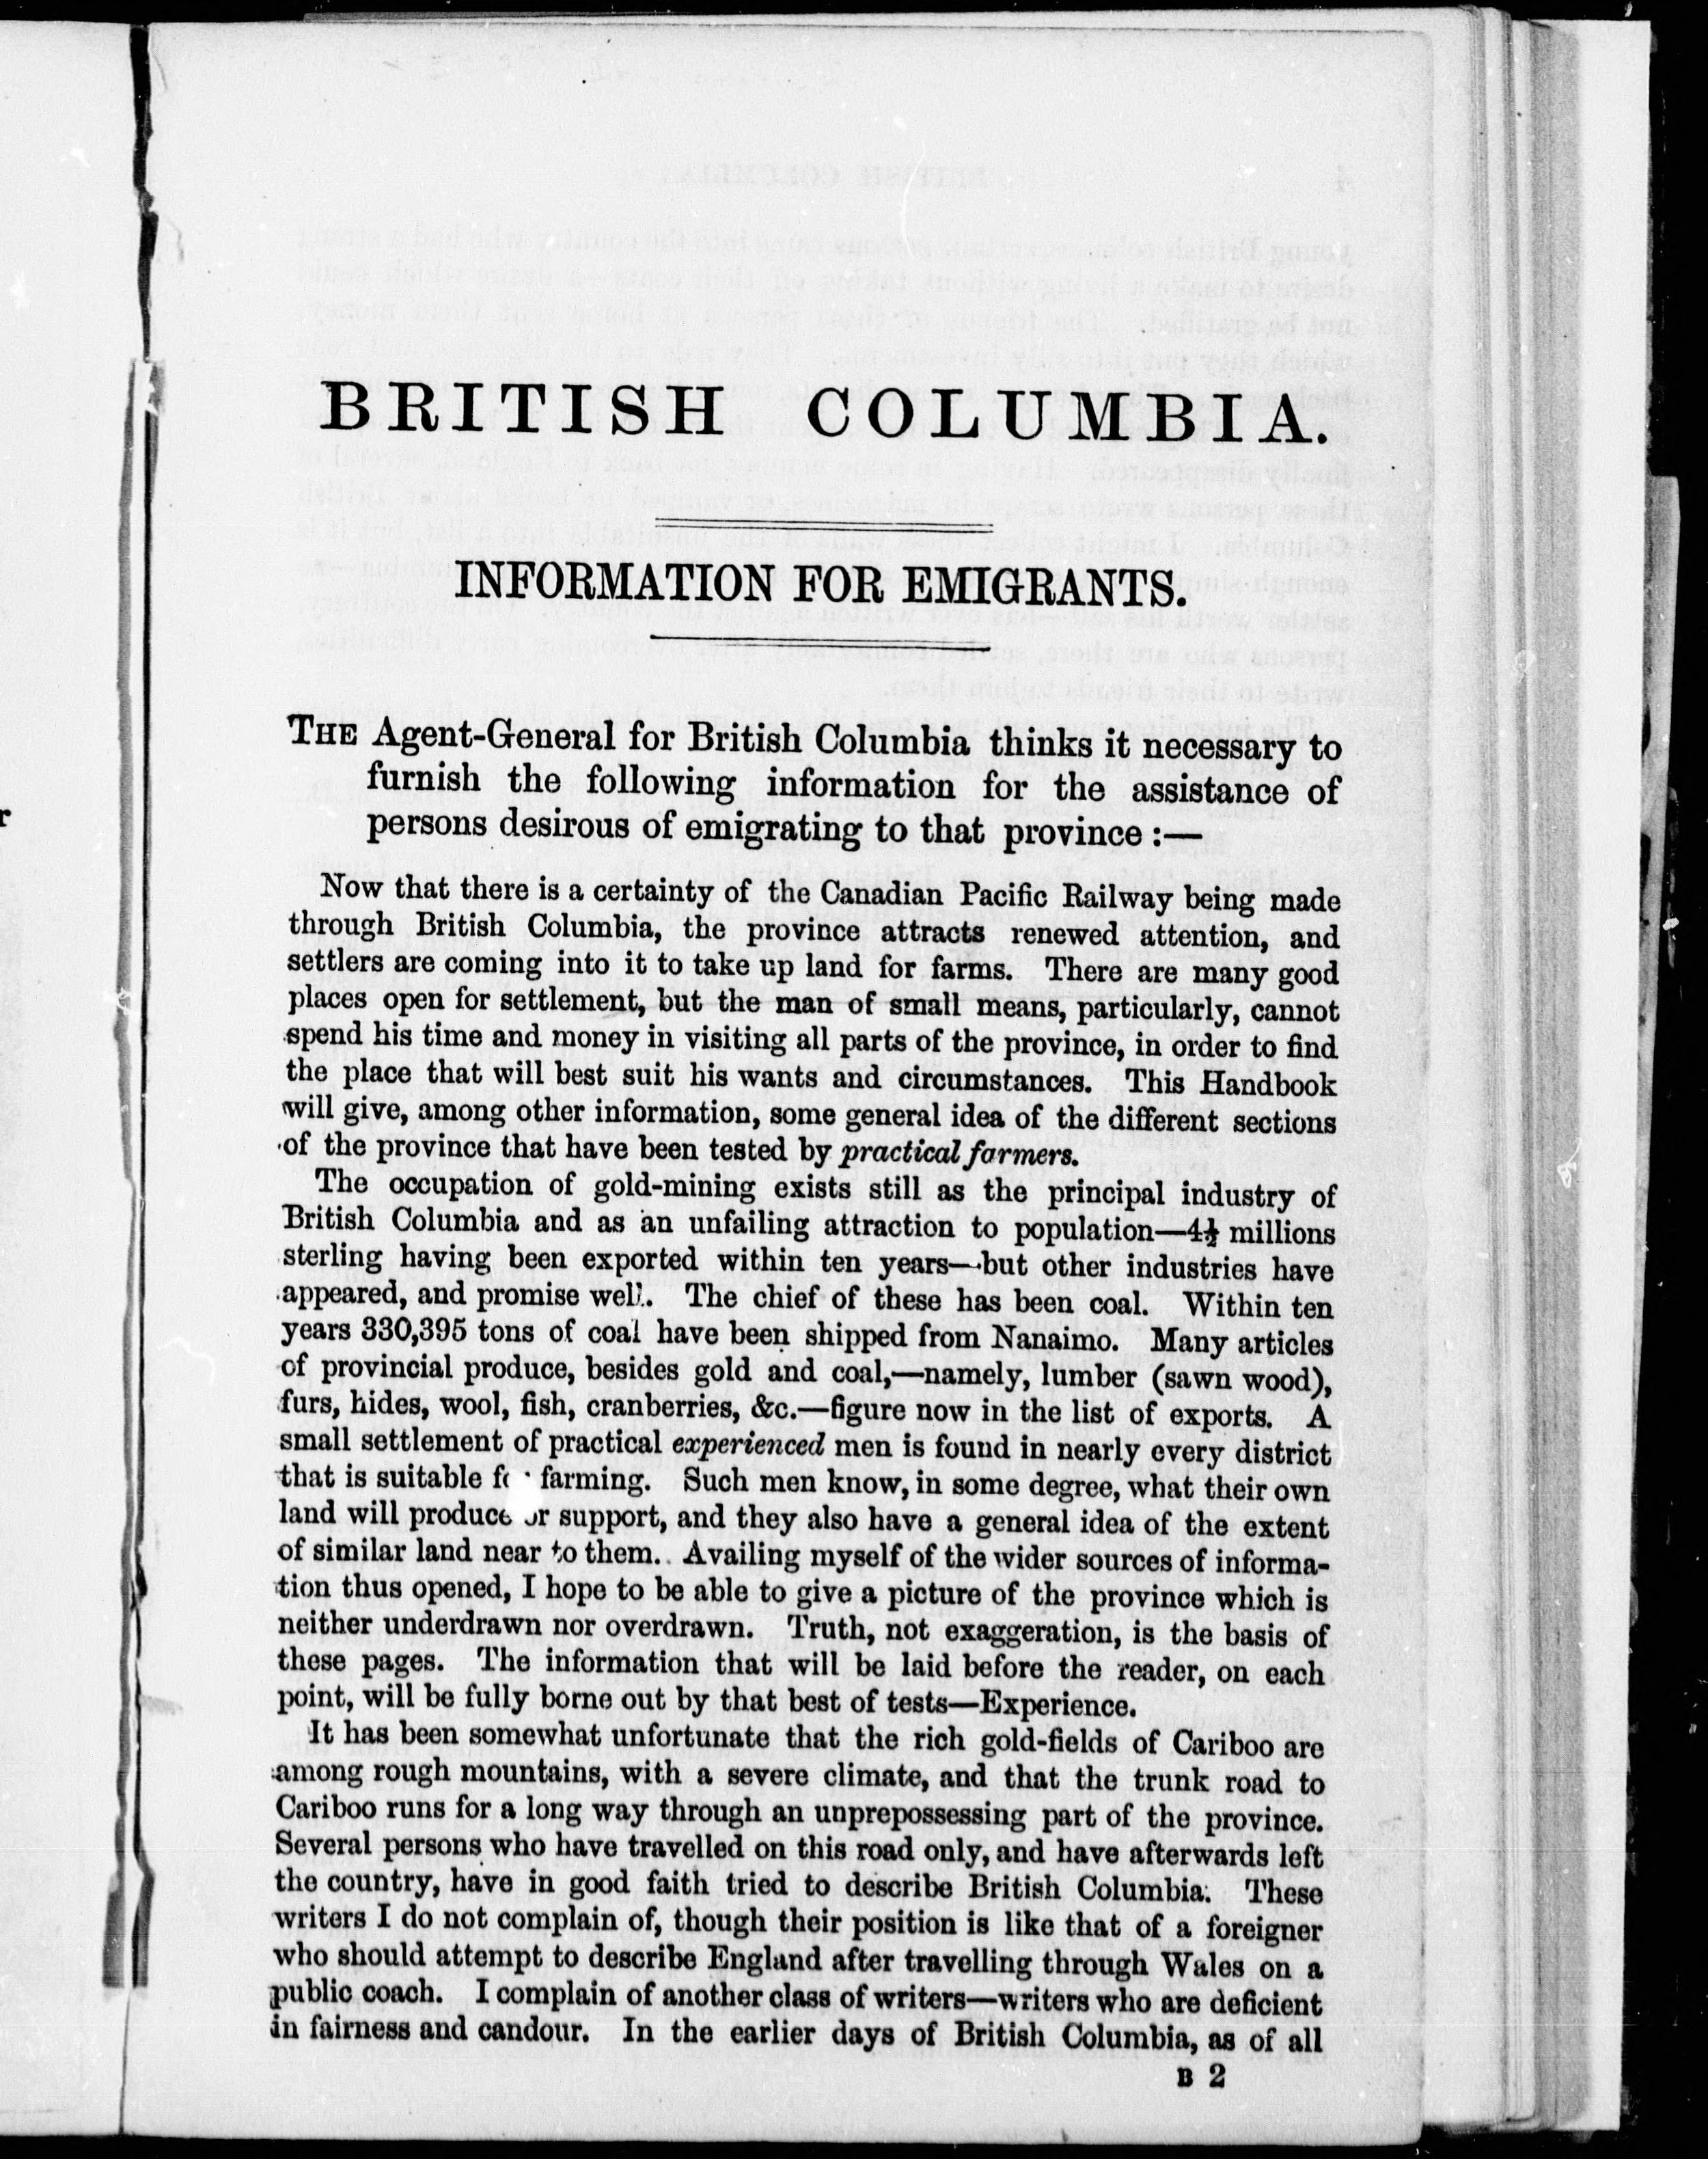 BRITISH COLUMBIA.
INFORMATION FOR EMIGRANTS.
THE Agent-General for British Columbia thinks it necessary to
furnish the following information for the assistance of
persons desirous of emigrating to that province :—
Now that there is a certainty of the Canadian Pacific Railway being made
through British Columbia, the province attracts renewed attention, and
settlers are coming into it to take up land for farms. There are many good
places open for settlement, but the man of small means, particularly, cannot
spend his time and money in visiting all parts of the province, in order to find
the place that will best suit his wants and circumstances. This Handbook
will give, among other information, some general idea of the different sections
of the province that have been tested by practical farmers.
The occupation of gold-mining exists still as the principal industry of
British Columbia and as an unfailing attraction to population—4½ millions
sterling having been exported within ten years—but other industries have
appeared, and promise well. The chief of these has been coal. Within ten
years 330,395 tons of coal have been shipped from Nanaimo. Many articles
of provincial produce, besides gold and coal,—namely, lumber (sawn wood),
furs, hides, wool, fish, cranberries, &c.—figure now in the list of exports. A
small settlement of practical experienced men is found in nearly every district
that is suitable for farming. Such men know, in some degree, what their own
land will produce or support, and they also have a general idea of the extent
of similar land near to them. Availing myself of the wider sources of informa-
tion thus opened, I hope to be able to give a picture of the province which is
neither underdrawn nor overdrawn. Truth, not exaggeration, is the basis of
these pages. The information that will be laid before the reader, on each
point, will be fully borne out by that best of tests—Experience.
It has been somewhat unfortunate that the rich gold-fields of Cariboo are
among rough mountains, with a severe climate, and that the trunk road to
Cariboo runs for a long way through an unprepossessing part of the province.
Several persons who have travelled on this road only, and have afterwards left
the country, have in good faith tried to describe British Columbia. These
writers I do not complain of, though their position is like that of a foreigner
who should attempt to describe England after travelling through Wales on a
public coach. I complain of another class of writers—writers who are deficient
in fairness and candour. In the earlier days of British Columbia, as of all
B 2